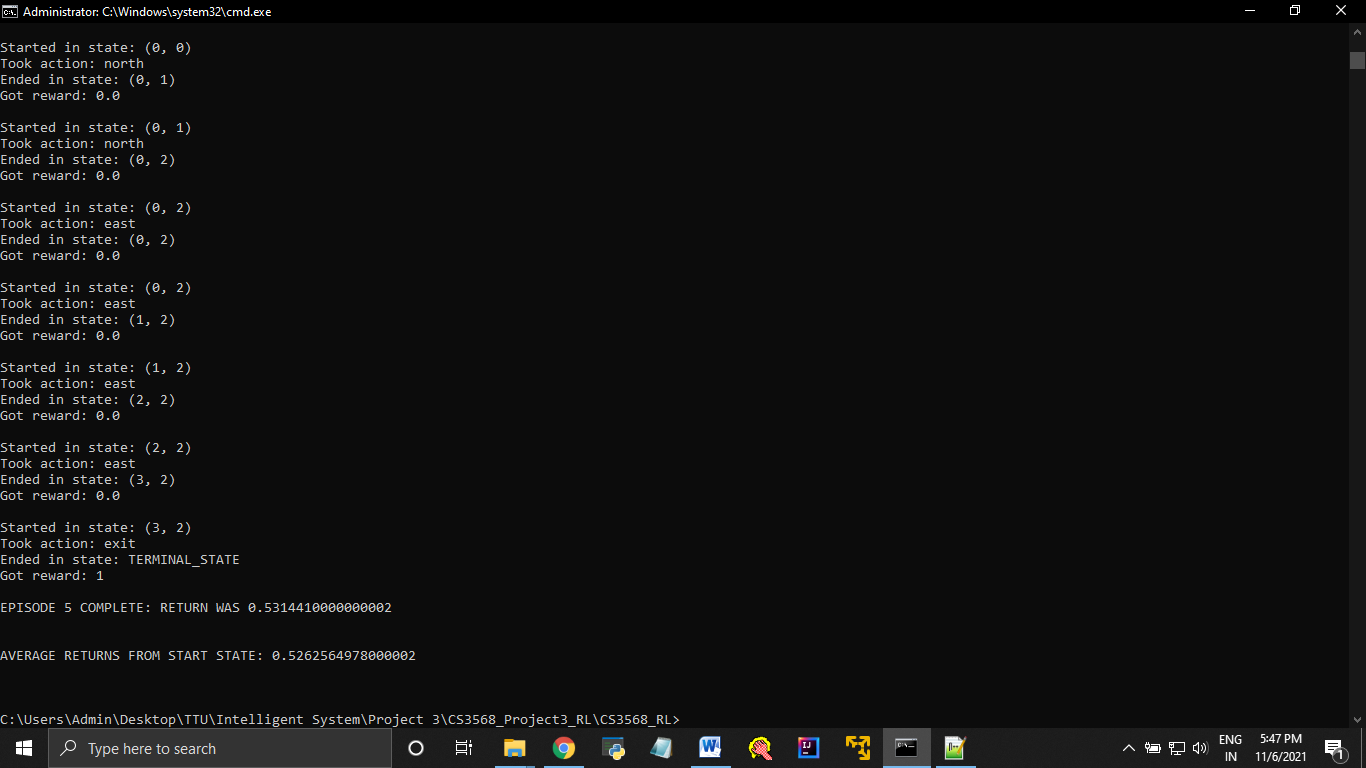 Administrator: C:\Windows\system32\cmd.exe
Started in state: (0, 0)
Took action: north
Ended in state: (0, 1)
Got reward: 0.0
Started in state: (0, 1)
Took action: north
Ended in state: (0, 2)
Got reward: 0.0
Started in state: (0, 2)
Took action: east
Ended in state: (0, 2)
Got reward: 0.0
Started in state: (0, 2)
Took action: east
Ended in state: (1, 2)
Got reward: 0.0
Started in state: (1, 2)
Took action: east
Ended in state: (2, 2)
Got reward: 0.0
Started in state: (2, 2)
Took action: east
Ended in state: (3, 2)
Got reward: 0.0
Started in state: (3, 2)
Took action: exit
Ended in state: TERMINAL_STATE
Got reward: 1
EPISODE 5 COMPLETE: RETURN WAS 0.5314410000000002
AVERAGE RETURNS FROM START STATE: 0.5262564978000002
C:\Users\Admin\Desktop\TTU\Intelligent System\Project 3\CS3568_Project3_RL\CS3568_RL>
Type here to search
ENG
IN
5:47 PM
11/6/2021
1